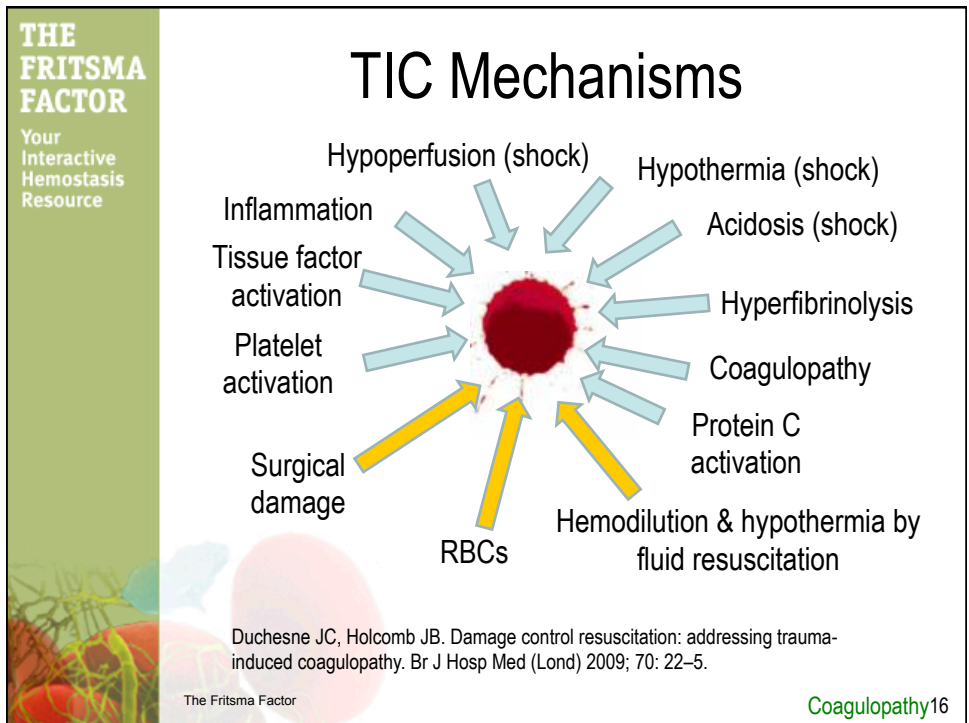 THE
FRITSMA
FACTOR
Your
Interactive
Hemostasis
Resource
TIC Mechanisms
Hypoperfusion (shock)
Hypothermia (shock)
Inflammation
Acidosis (shock)
Tissue factor
activation
Hyperfibrinolysis
Platelet
activation
Coagulopathy
Protein C
activation
Surgical
damage
RBCs
Hemodilution & hypothermia by
fluid resuscitation
Duchesne JC, Holcomb JB. Damage control resuscitation: addressing trauma-
induced coagulopathy. Br J Hosp Med (Lond) 2009; 70: 22–5.
The Fritsma Factor
Coagulopathy16